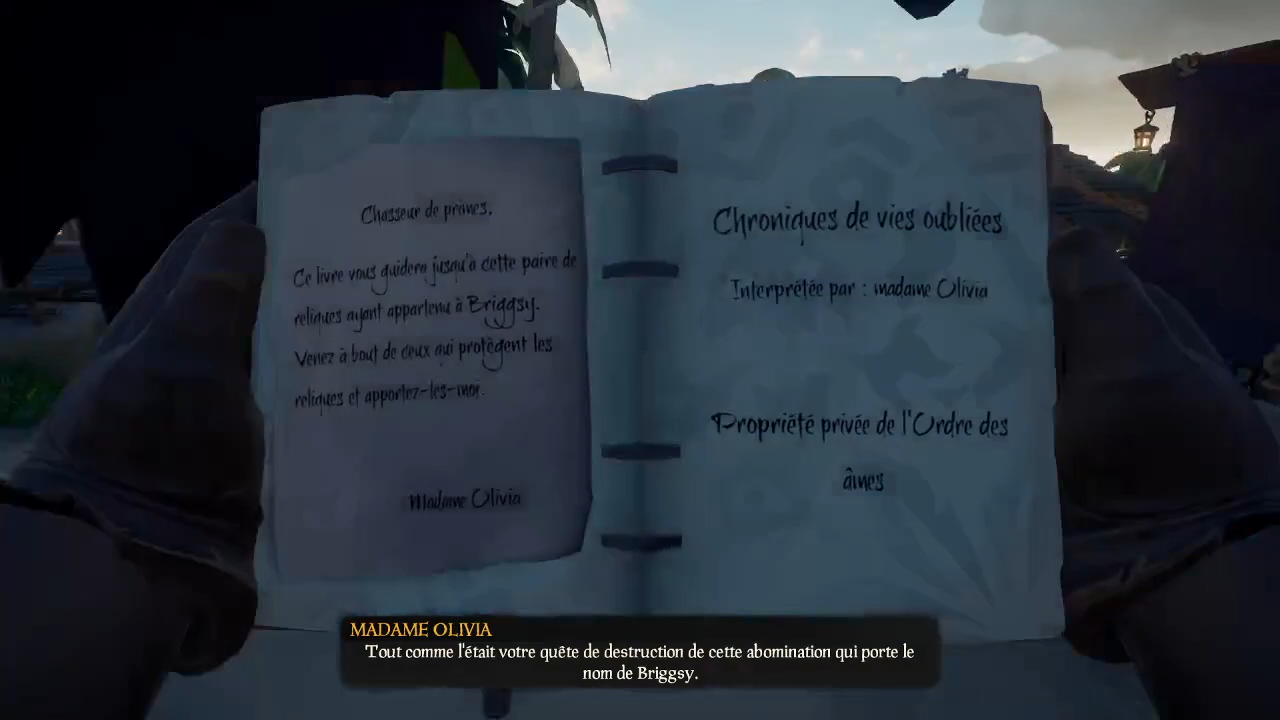 Chasseur de primes,
Ce livre vous guidera jusqu'à cette paire de
reliques ayant appartenu à Briggsy.
Venez à bout de ceux qui protègent les
reliques et apportez-les-moi.
Madame Olivia
Chroniques de vies oubliées
Interprétée par : madame Olivia
Propriété privée de l'Ordre des
âmes
MADAME OLIVIA
Tout comme l'était votre quête de destruction de cette abomination qui porte le
nom de Briggsy.